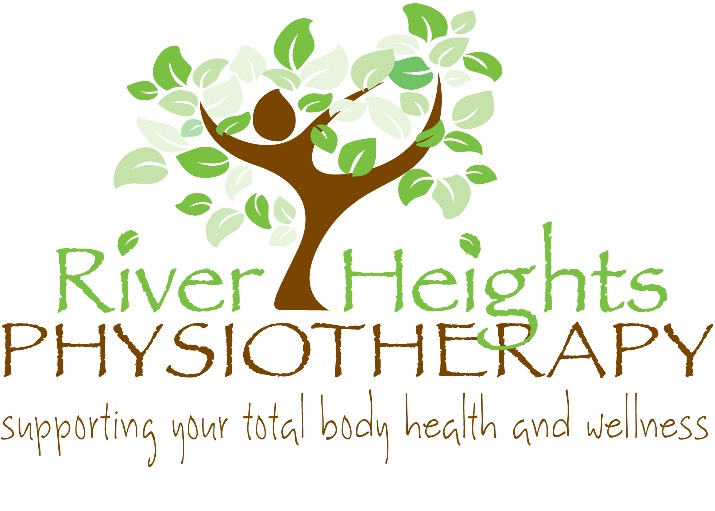 River Heights
PHYSIOTHERAPY
supporting your total body health and wellness